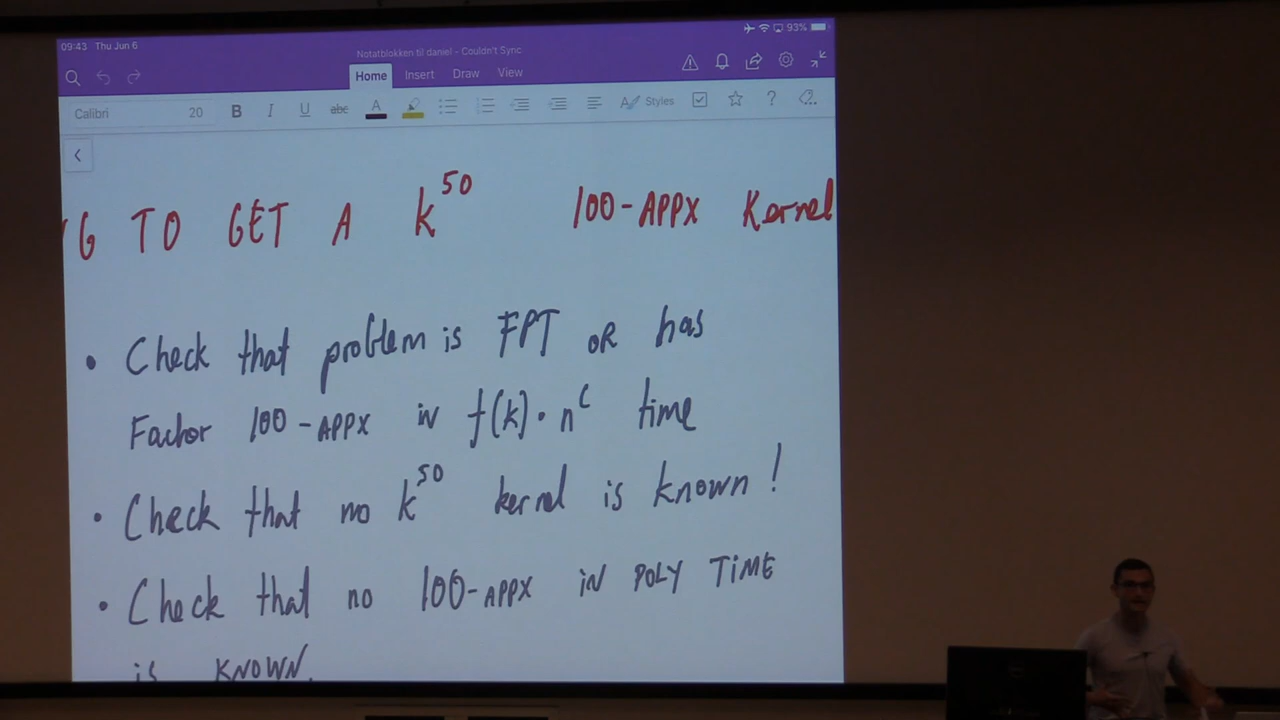 09:43 Thu Jun 6 93%
Notatblokken til daniel - Couldn't Sync
Home Insert Draw View
Calibri 20 B I U abc A A Styles ?
G TO GET A k^50 100-APPX Kernel
• Check that problem is FPT OR has
Factor 100-APPX in f(k)·n^c time
• Check that no k^50 kernel is known!
• Check that no 100-APPX iN POLY TiME
is KNOWN.